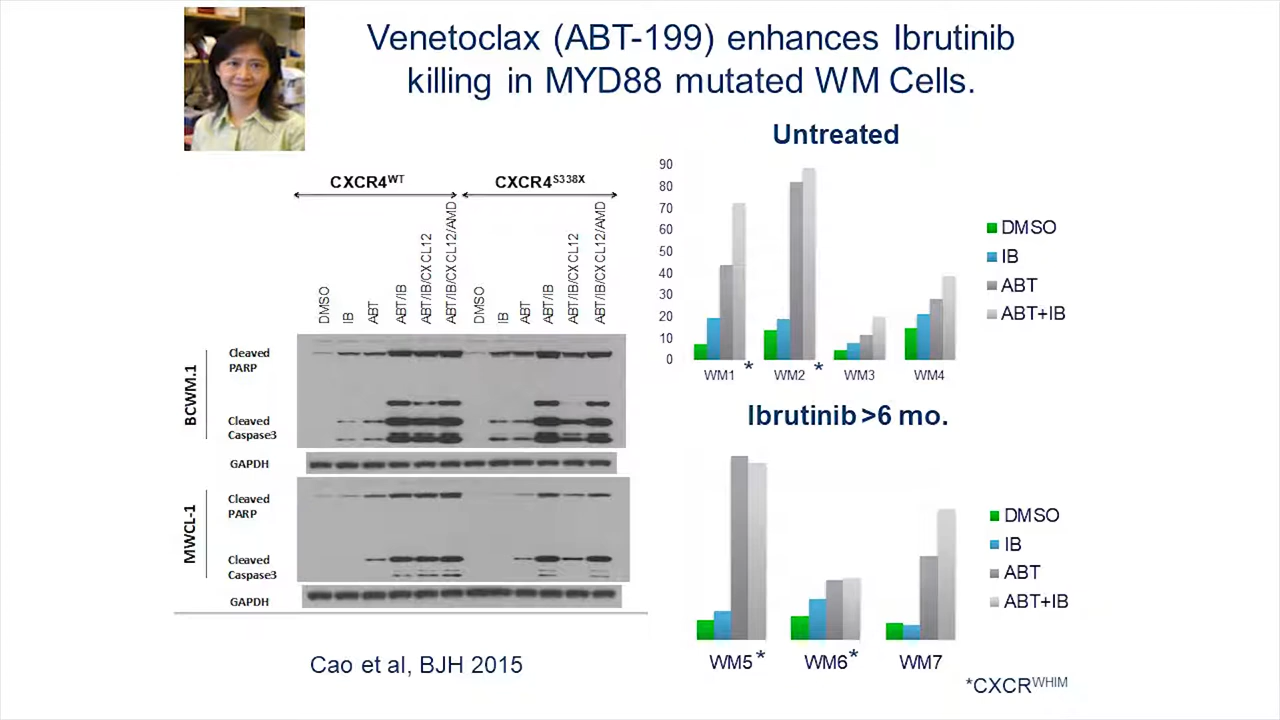 Venetoclax (ABT-199) enhances Ibrutinib
killing in MYD88 mutated WM Cells.
CXCR4WT
CXCR4S338X
DMSO
IB
ABT
ABT/IB
ABT/IB/CXCL12
ABT/IB/CXCL12/AMD
DMSO
IB
ABT
ABT/IB
ABT/IB/CXCL12
ABT/IB/CXCL12/AMD
BCWM.1
Cleaved
PARP
Cleaved
Caspase3
GAPDH
MWCL-1
Cleaved
PARP
Cleaved
Caspase3
GAPDH
Cao et al, BJH 2015
Untreated
90
80
70
60
50
40
30
20
10
0
WM1 * WM2 * WM3 WM4
DMSO
IB
ABT
ABT+IB
Ibrutinib >6 mo.
WM5 * WM6 * WM7
DMSO
IB
ABT
ABT+IB
*CXCRWHIM